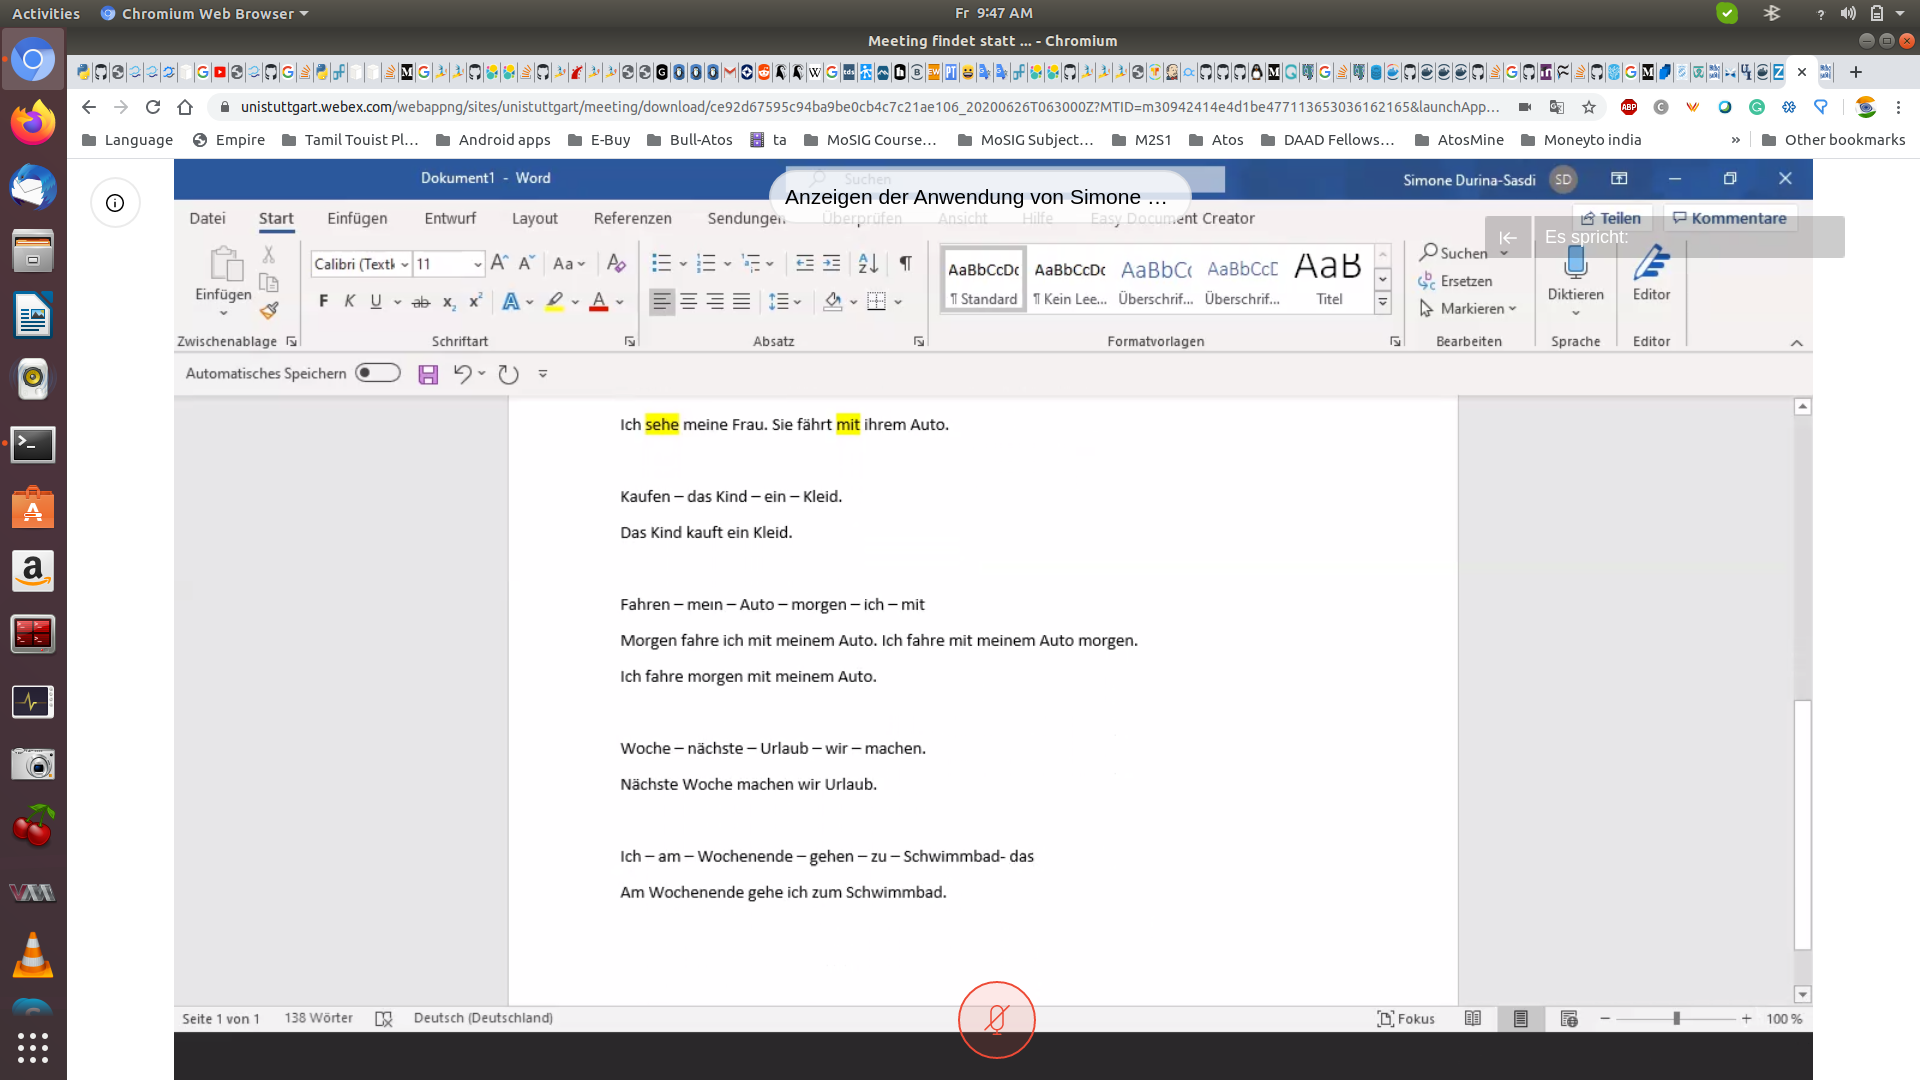 Activities
Chromium Web Browser
Fr 9:47 AM
Meeting findet statt ... - Chromium
unistuttgart.webex.com/webappng/sites/unistuttgart/meeting/download/ce92d67595c94ba9be0cb4c7c21ae106_20200626T063000Z?MTID=m30942414e4d1be477113653036162165&launchApp…
Language
Empire
Tamil Touist Pl…
Android apps
E-Buy
Bull-Atos
ta
MoSIG Course…
MoSIG Subject…
M2S1
Atos
DAAD Fellows…
AtosMine
Moneyto india
»
Other bookmarks
Dokument1 - Word
Suchen
Simone Durina-Sasdi
SD
Anzeigen der Anwendung von Simone …
Datei
Start
Einfügen
Entwurf
Layout
Referenzen
Sendungen
Überprüfen
Ansicht
Hilfe
Easy Document Creator
Teilen
Kommentare
Es spricht:
Einfügen
Calibri (Textk
11
Aa
F K U ab x₂ x²
AaBbCcDc
¶ Standard
AaBbCcDc
¶ Kein Lee...
AaBbCc
Überschrif...
AaBbCcC
Überschrif...
AaB
Titel
Suchen
Ersetzen
Markieren
Diktieren
Editor
Zwischenablage
Schriftart
Absatz
Formatvorlagen
Bearbeiten
Sprache
Editor
Automatisches Speichern
Ich sehe meine Frau. Sie fährt mit ihrem Auto.
Kaufen – das Kind – ein – Kleid.
Das Kind kauft ein Kleid.
Fahren – mein – Auto – morgen – ich – mit
Morgen fahre ich mit meinem Auto. Ich fahre mit meinem Auto morgen.
Ich fahre morgen mit meinem Auto.
Woche – nächste – Urlaub – wir – machen.
Nächste Woche machen wir Urlaub.
Ich – am – Wochenende – gehen – zu – Schwimmbad- das
Am Wochenende gehe ich zum Schwimmbad.
Seite 1 von 1
138 Wörter
Deutsch (Deutschland)
Fokus
100 %